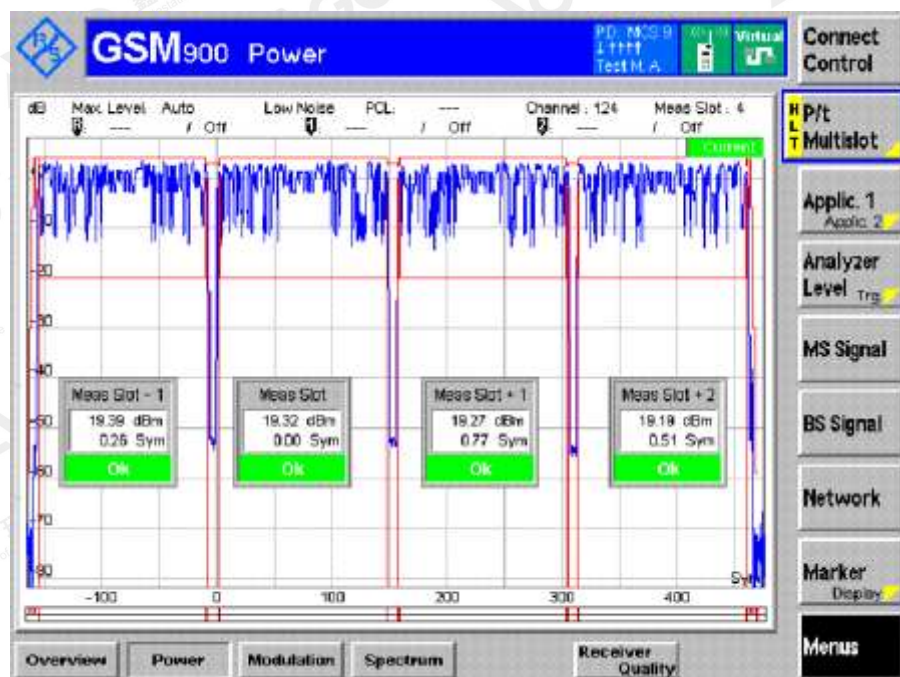 R&S
GSM900 Power
PD: MCS 9
Test M. A
Virtual
Connect Control
dB Max. Level: Auto Low Noise PCL: --- Channel : 124 Meas Slot : 4
0: --- / Off 1: --- / Off 2: --- / Off
Current
-10
-20
-30
-40
-50
-60
-70
-80
Meas Slot - 1
19.39 dBm
0.26 Sym
Ok
Meas Slot
19.32 dBm
0.00 Sym
Ok
Meas Slot + 1
19.27 dBm
0.77 Sym
Ok
Meas Slot + 2
19.19 dBm
0.51 Sym
Ok
Sym
-100 0 100 200 300 400
H L T
P/t Multislot
Applic. 1
Applic. 2
Analyzer Level Trg.
MS Signal
BS Signal
Network
Marker
Display
Menus
Overview
Power
Modulation
Spectrum
Receiver Quality